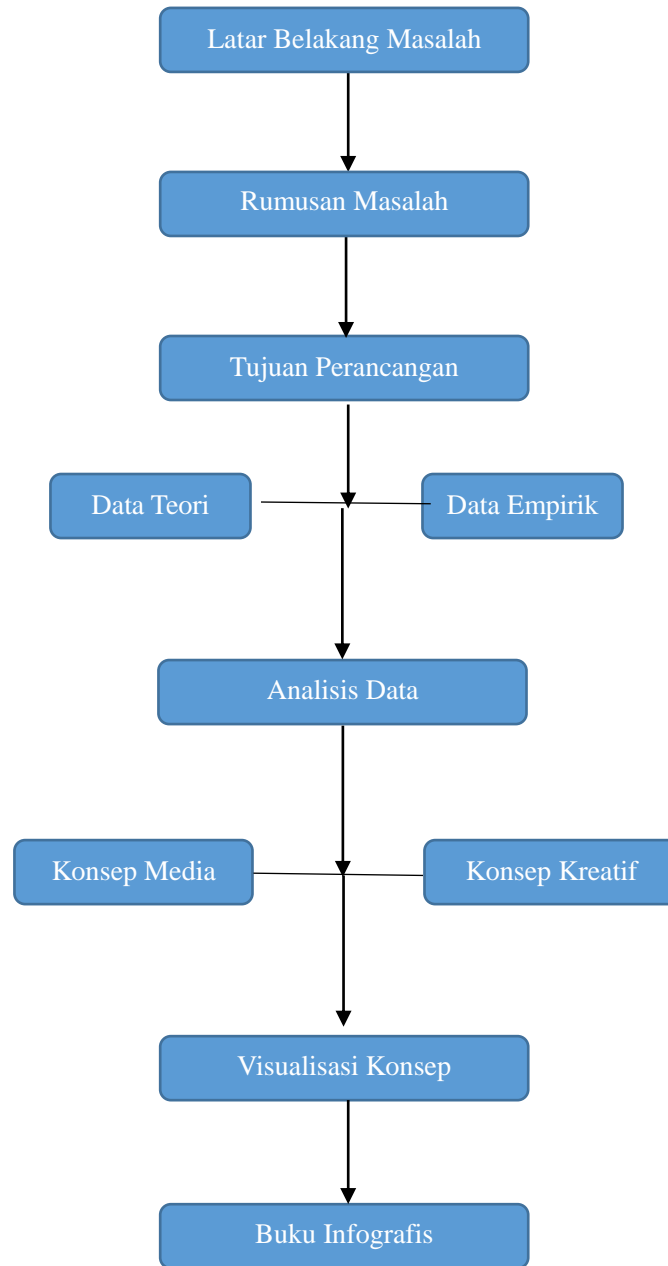 Latar Belakang Masalah
Rumusan Masalah
Tujuan Perancangan
Data Teori
Data Empirik
Analisis Data
Konsep Media
Konsep Kreatif
Visualisasi Konsep
Buku Infografis